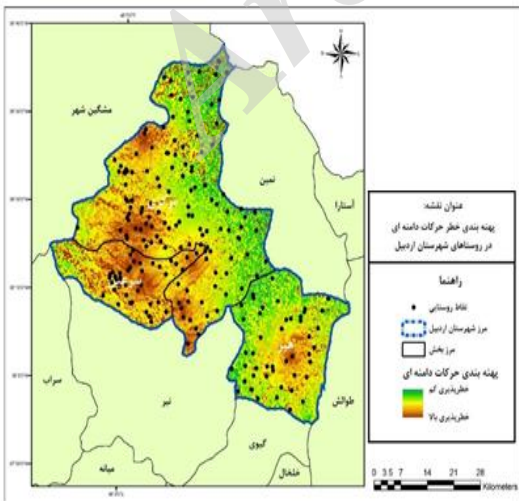 مشگین شهر
نمین
آستارا
هیر
سراب
نیر
طوالش
گیوی
میانه
خلخال
عنوان نقشه:
پهنه بندی خطر حرکات دامنه ای
در روستاهای شهرستان اردبیل
راهنما
نقاط روستایی
مرز شهرستان اردبیل
مرز بخش
پهنه بندی حرکات دامنه ای
خطرپذیری کم
خطرپذیری بالا
0 3.5 7 14 21 28
Kilometers